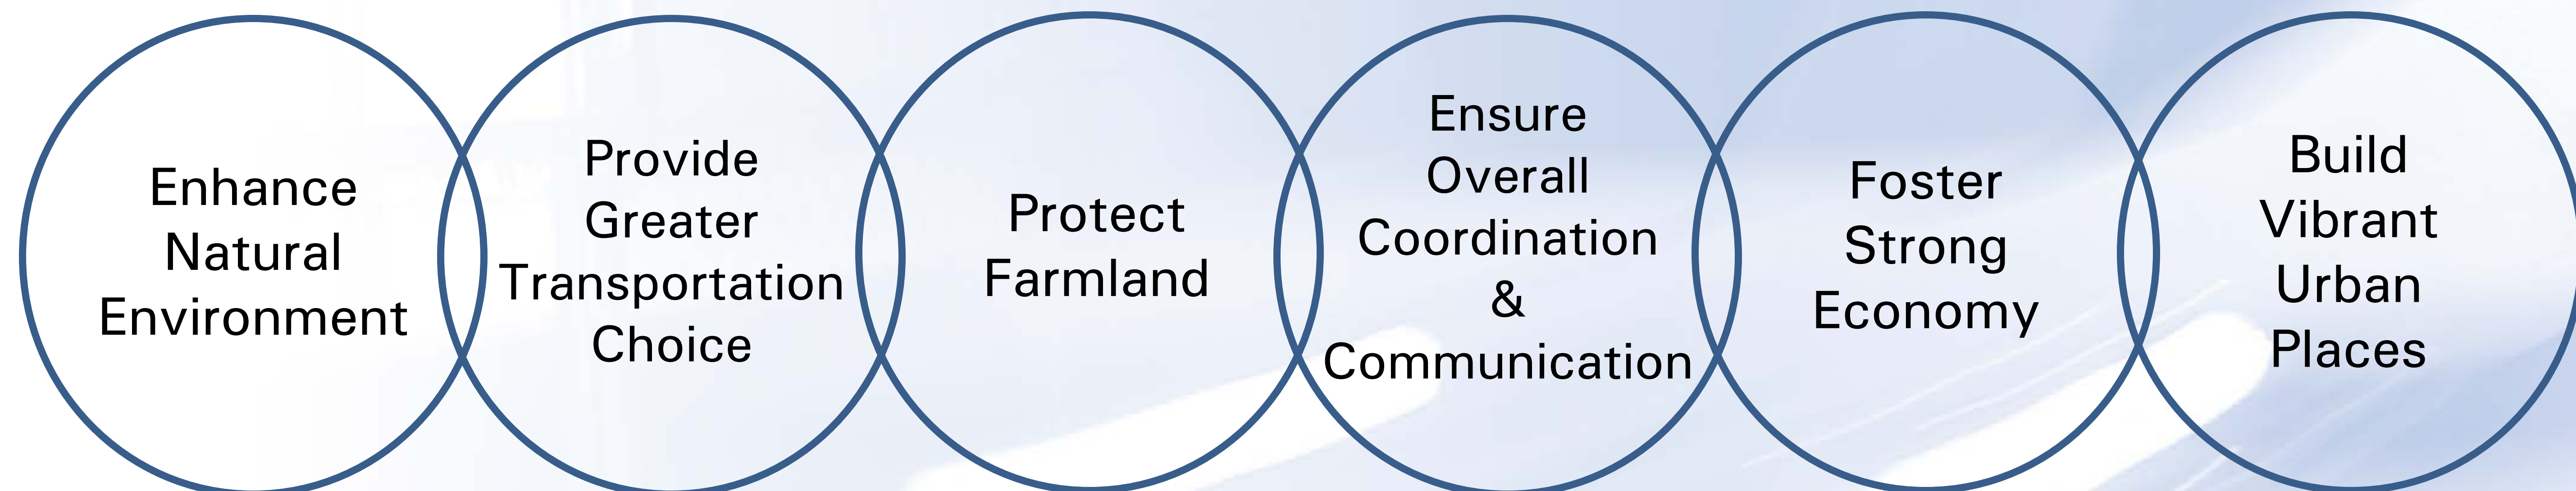 Enhance
Natural
Environment
Provide
Greater
Transportation
Choice
Protect
Farmland
Ensure
Overall
Coordination
&
Communication
Foster
Strong
Economy
Build
Vibrant
Urban
Places